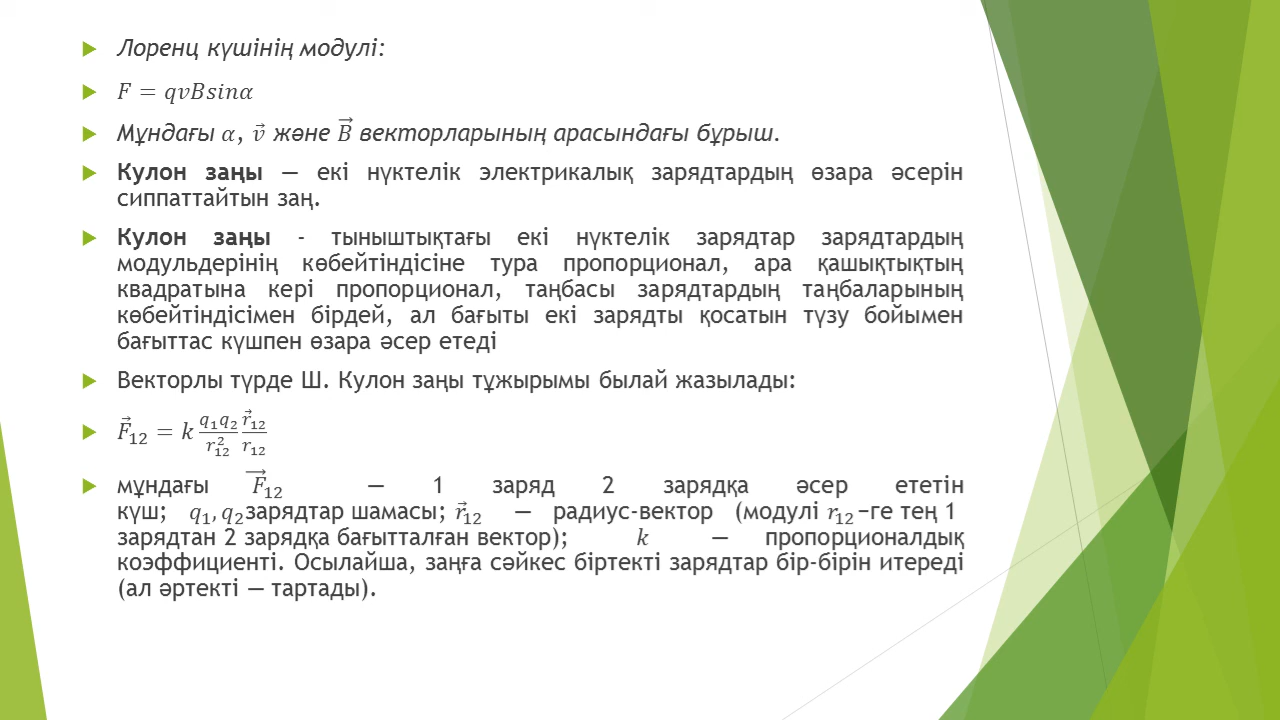 Лоренц күшінің модулі:
F = qvBsinα
Мұндағы α, v⃗ және B⃗ векторларының арасындағы бұрыш.
Кулон заңы — екі нүктелік электрикалық зарядтардың өзара әсерін
сиппаттайтын заң.
Кулон заңы - тыныштықтағы екі нүктелік зарядтар зарядтардың
модульдерінің көбейтіндісіне тура пропорционал, ара қашықтықтың
квадратына кері пропорционал, таңбасы зарядтардың таңбаларының
көбейтіндісімен бірдей, ал бағыты екі зарядты қосатын түзу бойымен
бағыттас күшпен өзара әсер етеді
Векторлы түрде Ш. Кулон заңы тұжырымы былай жазылады:
F⃗₁₂ = k (q₁q₂ / r₁₂²) (r⃗₁₂ / r₁₂)
мұндағы F⃗₁₂ — 1 заряд 2 зарядқа әсер ететін
күш; q₁, q₂зарядтар шамасы; r⃗₁₂ — радиус-вектор (модулі r₁₂ −ге тең 1
зарядтан 2 зарядқа бағытталған вектор); k — пропорционалдық
коэффициенті. Осылайша, заңға сәйкес біртекті зарядтар бір-бірін итереді
(ал әртекті — тартады).